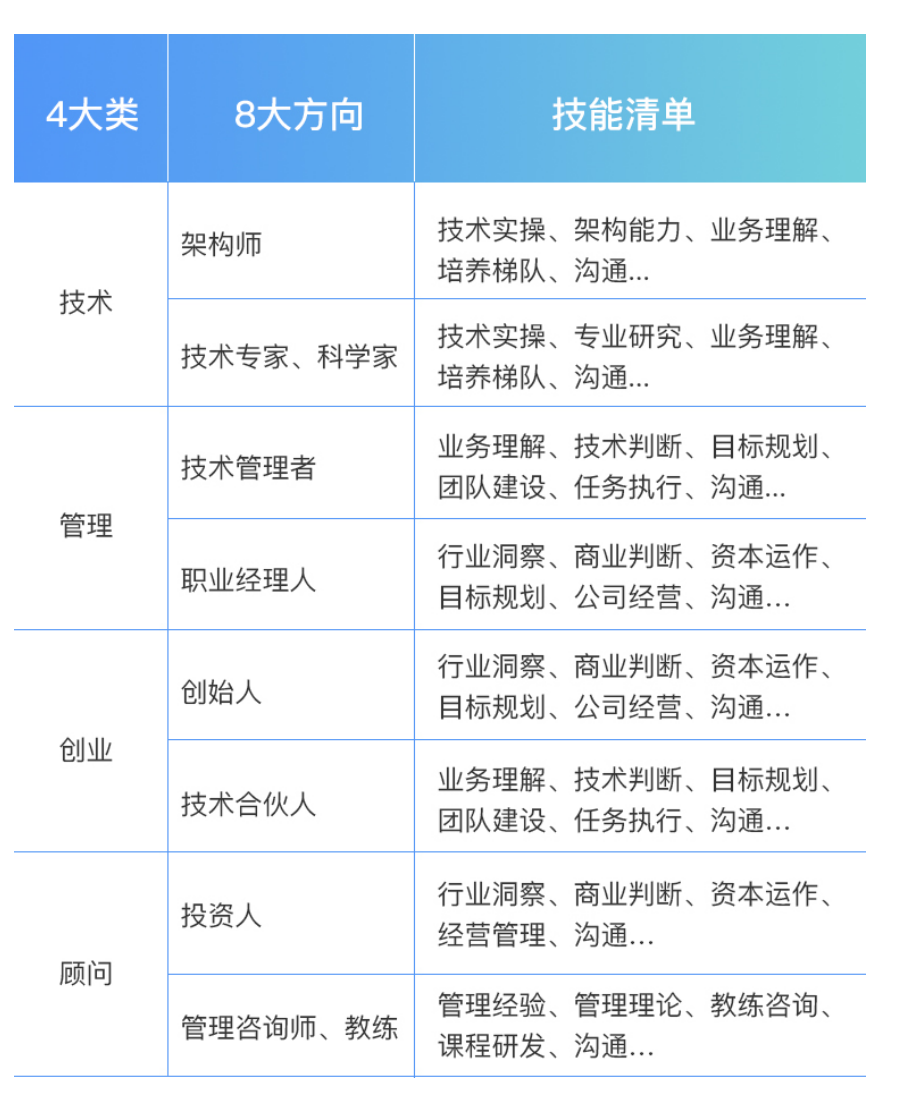 4大类 8大方向 技能清单
技术
架构师
技术实操、架构能力、业务理解、
培养梯队、沟通...
技术专家、科学家
技术实操、专业研究、业务理解、
培养梯队、沟通...
管理
技术管理者
业务理解、技术判断、目标规划、
团队建设、任务执行、沟通...
职业经理人
行业洞察、商业判断、资本运作、
目标规划、公司经营、沟通...
创业
创始人
行业洞察、商业判断、资本运作、
目标规划、公司经营、沟通...
技术合伙人
业务理解、技术判断、目标规划、
团队建设、任务执行、沟通...
顾问
投资人
行业洞察、商业判断、资本运作、
经营管理、沟通...
管理咨询师、教练
管理经验、管理理论、教练咨询、
课程研发、沟通...